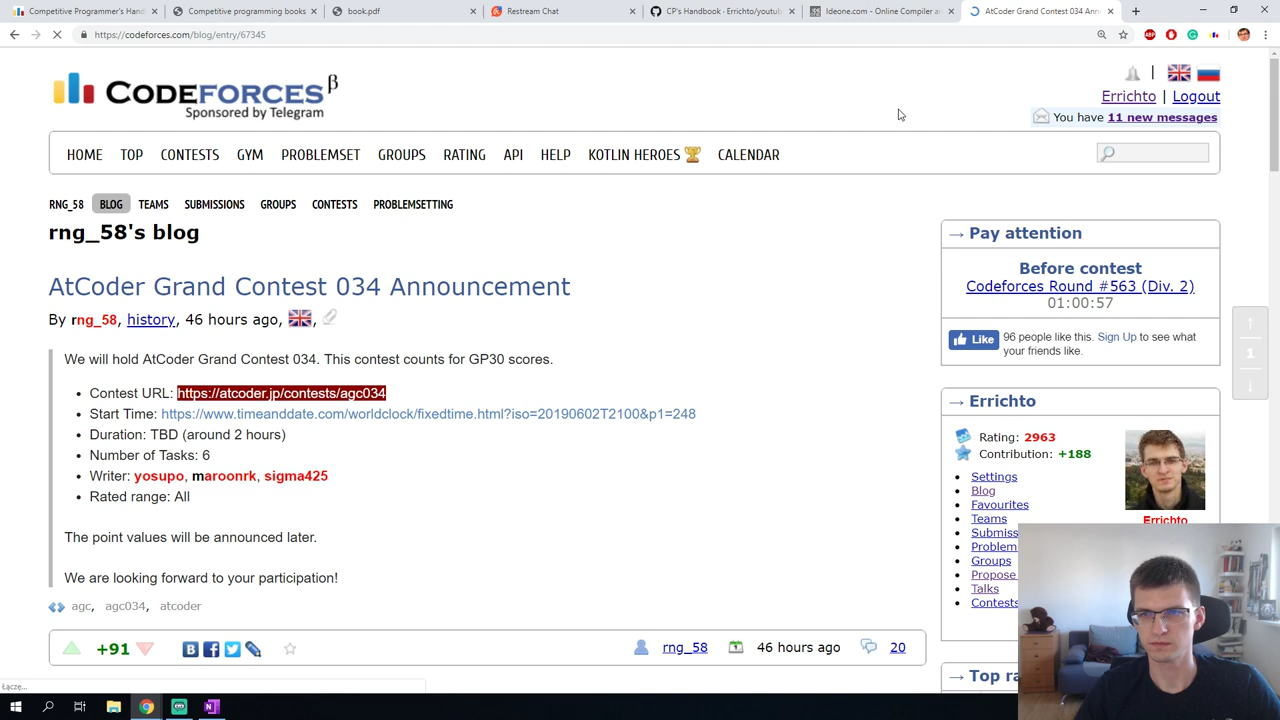 Competitive Programmer's Hand
Competitive programming books
book.pdf
Restream Chat
CP's Handbook · Errichto/youtub
Ideone.com - Online Compiler an
AtCoder Grand Contest 034 Ann
https://codeforces.com/blog/entry/67345
CODEFORCES β
Sponsored by Telegram
Errichto | Logout
You have 11 new messages
HOME TOP CONTESTS GYM PROBLEMSET GROUPS RATING API HELP KOTLIN HEROES CALENDAR
RNG_58 BLOG TEAMS SUBMISSIONS GROUPS CONTESTS PROBLEMSETTING
rng_58's blog
AtCoder Grand Contest 034 Announcement
By rng_58, history, 46 hours ago,
We will hold AtCoder Grand Contest 034. This contest counts for GP30 scores.
• Contest URL: https://atcoder.jp/contests/agc034
• Start Time: https://www.timeanddate.com/worldclock/fixedtime.html?iso=20190602T2100&p1=248
• Duration: TBD (around 2 hours)
• Number of Tasks: 6
• Writer: yosupo, maroonrk, sigma425
• Rated range: All
The point values will be announced later.
We are looking forward to your participation!
agc, agc034, atcoder
+91
rng_58
46 hours ago
20
→ Pay attention
Before contest
Codeforces Round #563 (Div. 2)
01:00:57
Like
96 people like this. Sign Up to see what
your friends like.
1
→ Errichto
Rating: 2963
Contribution: +188
• Settings
• Blog
• Favourites
• Teams
• Submiss
• Problem
• Groups
• Propose
• Talks
• Contests
Errichto
→ Top ra
Łączę...